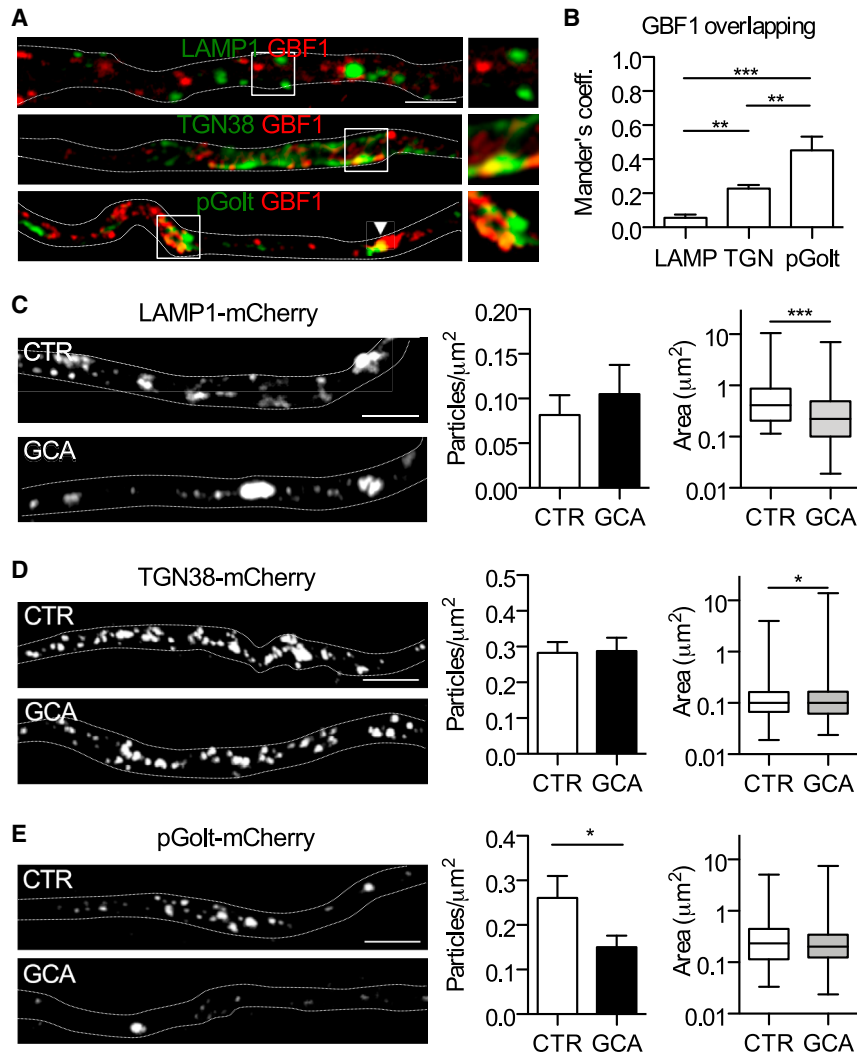 A
LAMP1 GBF1
TGN38 GBF1
pGolt GBF1
B
GBF1 overlapping
Mander's coeff.
1.0
0.8
0.6
0.4
0.2
0.0
***
**
**
LAMP TGN pGolt
C
LAMP1-mCherry
CTR
GCA
Particles/μm²
0.20
0.15
0.10
0.05
0.00
CTR GCA
Area (μm²)
10
1
0.1
0.01
***
CTR GCA
D
TGN38-mCherry
CTR
GCA
Particles/μm²
0.5
0.4
0.3
0.2
0.1
0.0
CTR GCA
Area (μm²)
10
1
0.1
0.01
*
CTR GCA
E
pGolt-mCherry
CTR
GCA
Particles/μm²
0.4
0.3
0.2
0.1
0.0
*
CTR GCA
Area (μm²)
10
1
0.1
0.01
CTR GCA